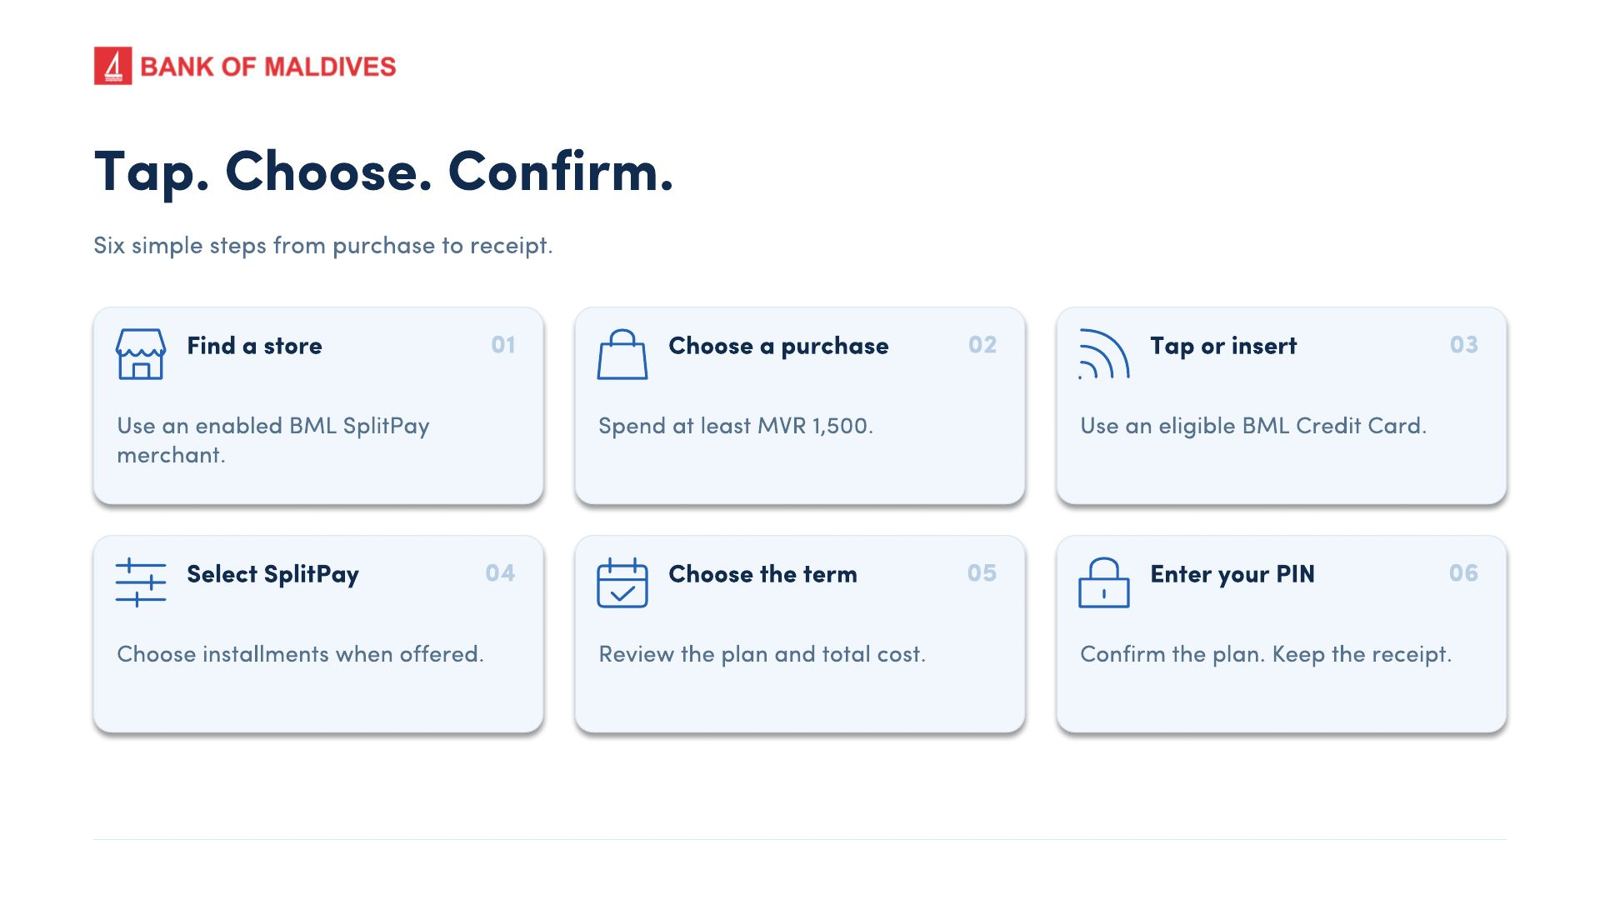 BANK OF MALDIVES
Tap. Choose. Confirm.
Six simple steps from purchase to receipt.
Find a store
01
Use an enabled BML SplitPay
merchant.
Choose a purchase
02
Spend at least MVR 1,500.
Tap or insert
03
Use an eligible BML Credit Card.
Select SplitPay
04
Choose installments when offered.
Choose the term
05
Review the plan and total cost.
Enter your PIN
06
Confirm the plan. Keep the receipt.